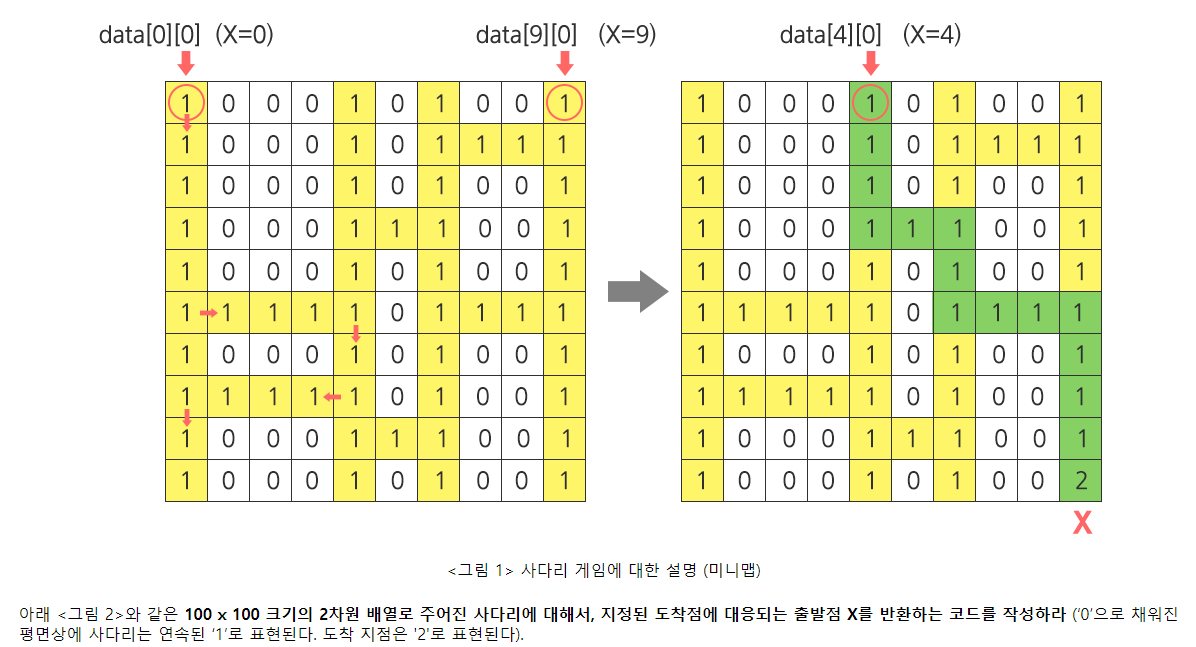 data[0][0] (X=0) data[9][0] (X=9) data[4][0] (X=4)
1 0 0 0 1 0 1 0 0 1 1 0 0 0 1 0 1 0 0 1
1 0 0 0 1 0 1 1 1 1 1 0 0 0 1 0 1 1 1 1
1 0 0 0 1 0 1 0 0 1 1 0 0 0 1 0 1 0 0 1
1 0 0 0 1 1 1 0 0 1 1 0 0 0 1 1 1 0 0 1
1 0 0 0 1 0 1 0 0 1 1 0 0 0 1 0 1 0 0 1
1 1 1 1 1 0 1 1 1 1 1 1 1 1 1 0 1 1 1 1
1 0 0 0 1 0 1 0 0 1 1 0 0 0 1 0 1 0 0 1
1 1 1 1 1 0 1 0 0 1 1 1 1 1 1 0 1 0 0 1
1 0 0 0 1 1 1 0 0 1 1 0 0 0 1 1 1 0 0 1
1 0 0 0 1 0 1 0 0 1 1 0 0 0 1 0 1 0 0 2
X
<그림 1> 사다리 게임에 대한 설명 (미니맵)
아래 <그림 2>와 같은 100 x 100 크기의 2차원 배열로 주어진 사다리에 대해서, 지정된 도착점에 대응되는 출발점 X를 반환하는 코드를 작성하라 ('0'으로 채워진
평면상에 사다리는 연속된 '1'로 표현된다. 도착 지점은 '2'로 표현된다).